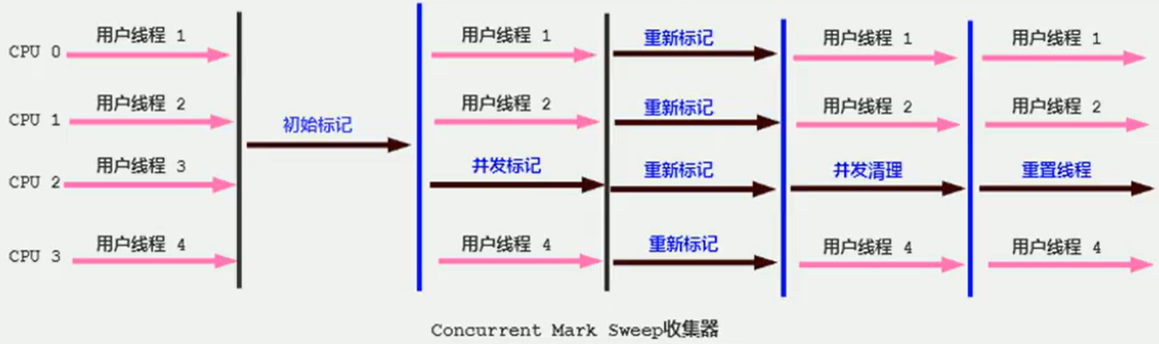 CPU 0 用户线程 1 用户线程 1 重新标记 用户线程 1 用户线程 1
CPU 1 用户线程 2 初始标记 用户线程 2 重新标记 用户线程 2 用户线程 2
CPU 2 用户线程 3 并发标记 重新标记 并发清理 重置线程
CPU 3 用户线程 4 用户线程 4 重新标记 用户线程 4 用户线程 4
Concurrent Mark Sweep收集器